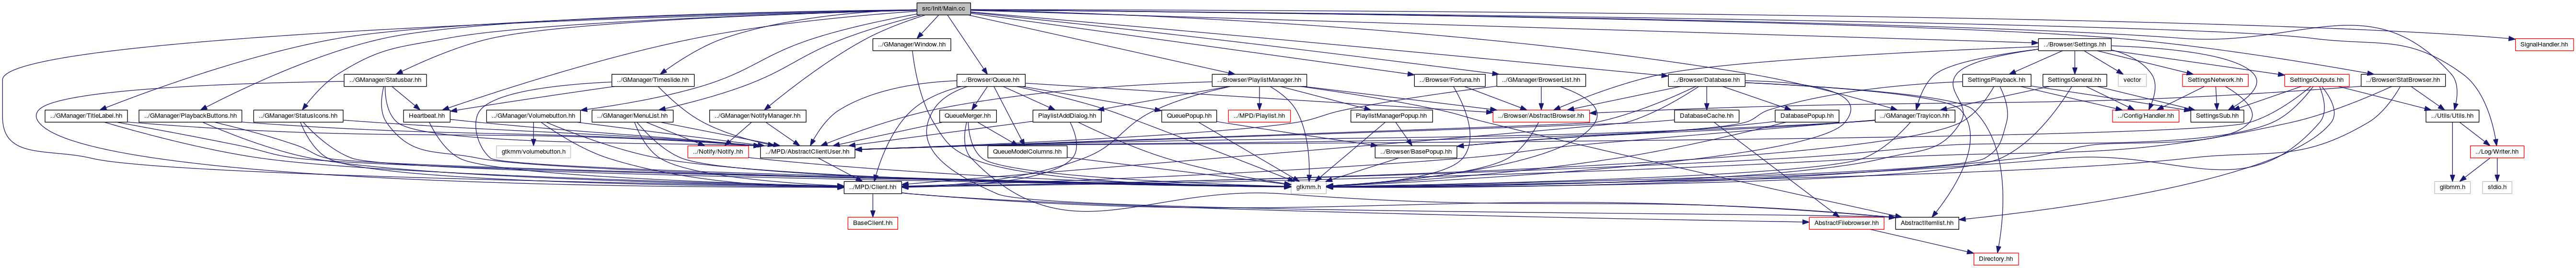 src/Init/Main.cc
../GManager/Window.hh
../Browser/Settings.hh
SignalHandler.hh
../GManager/Statusbar.hh
../GManager/Timeslide.hh
../Browser/Queue.hh
../Browser/PlaylistManager.hh
../Browser/Fortuna.hh
../GManager/BrowserList.hh
../Browser/Database.hh
SettingsPlayback.hh
SettingsGeneral.hh
vector
SettingsNetwork.hh
SettingsOutputs.hh
../Browser/StatBrowser.hh
../GManager/TitleLabel.hh
../GManager/PlaybackButtons.hh
../GManager/StatusIcons.hh
Heartbeat.hh
../GManager/Volumebutton.hh
../GManager/MenuList.hh
../GManager/NotifyManager.hh
QueueMerger.hh
PlaylistAddDialog.hh
QueuePopup.hh
../MPD/Playlist.hh
PlaylistManagerPopup.hh
../Browser/AbstractBrowser.hh
DatabaseCache.hh
DatabasePopup.hh
../GManager/TrayIcon.hh
../Config/Handler.hh
SettingsSub.hh
../Utils/Utils.hh
gtkmm/volumebutton.h
../Notify/Notify.hh
../MPD/AbstractClientUser.hh
QueueModelColumns.hh
../Browser/BasePopup.hh
../Log/Writer.hh
../MPD/Client.hh
gtkmm.h
glibmm.h
stdio.h
BaseClient.hh
AbstractFilebrowser.hh
AbstractItemlist.hh
Directory.hh